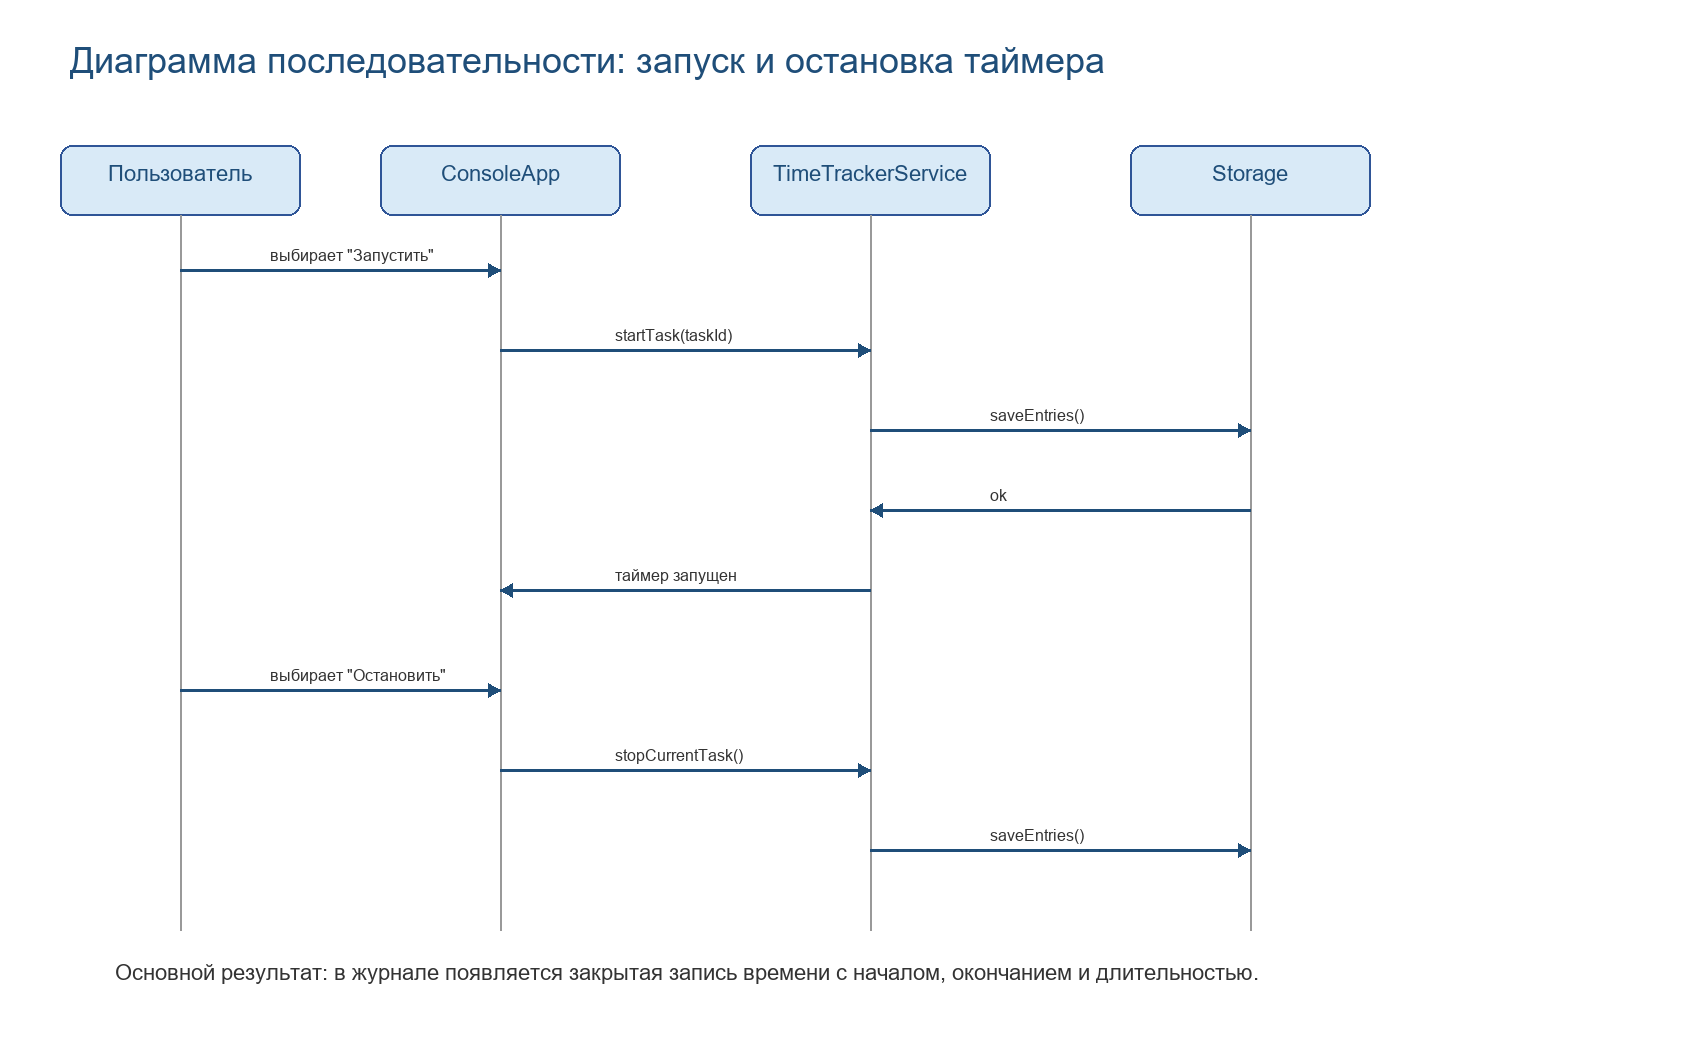 Диаграмма последовательности: запуск и остановка таймера
Пользователь
ConsoleApp
TimeTrackerService
Storage
выбирает "Запустить"
startTask(taskId)
saveEntries()
ok
таймер запущен
выбирает "Остановить"
stopCurrentTask()
saveEntries()
Основной результат: в журнале появляется закрытая запись времени с началом, окончанием и длительностью.